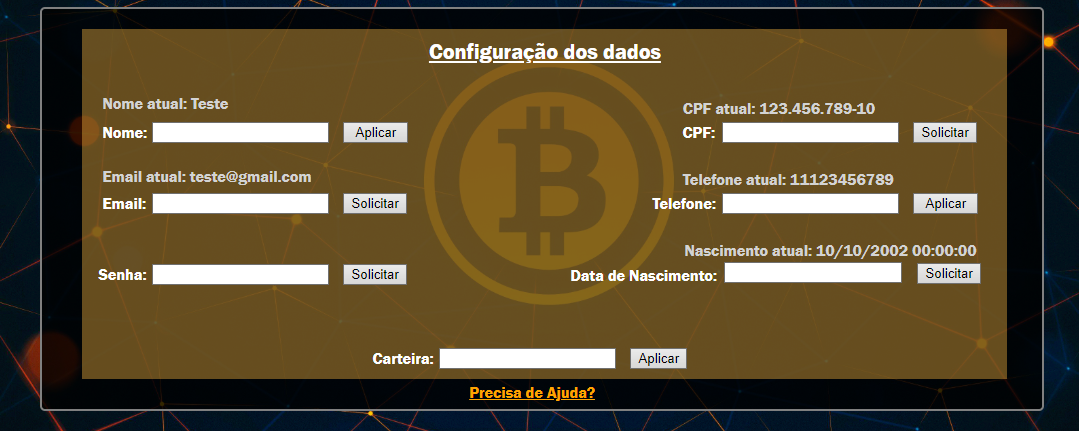 Configuração dos dados
Nome atual: Teste
CPF atual: 123.456.789-10
Nome: Aplicar
CPF: Solicitar
Email atual: teste@gmail.com
Telefone atual: 11123456789
Email: Solicitar
Telefone: Aplicar
Nascimento atual: 10/10/2002 00:00:00
Senha: Solicitar
Data de Nascimento: Solicitar
Carteira: Aplicar
Precisa de Ajuda?